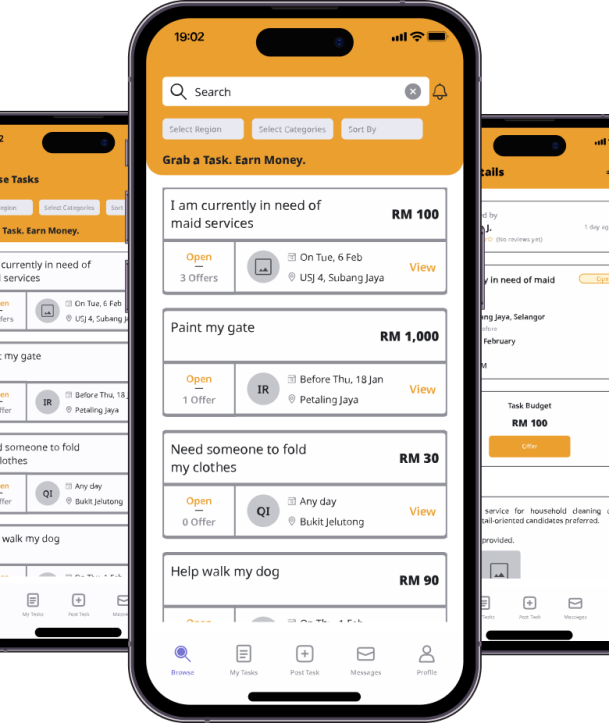 19:02
Search
Select Region
Select Categories
Sort By
Grab a Task. Earn Money.
I am currently in need of
maid services
RM 100
Open
3 Offers
On Tue, 6 Feb
USJ 4, Subang Jaya
View
Paint my gate
RM 1,000
Open
1 Offer
IR
Before Thu, 18 Jan
Petaling Jaya
View
Need someone to fold
my clothes
RM 30
Open
0 Offer
QI
Any day
Bukit Jelutong
View
Help walk my dog
RM 90
Browse
My Tasks
Post Task
Messages
Profile
2
se Tasks
egion
Select Categories
Sort
Task. Earn Money.
currently in need of
services
en
ffers
On Tue, 6 Feb
USJ 4, Subang
my gate
en
ffer
IR
Before Thu, 18
Petaling Jaya
someone to fold
lothes
en
ffer
QI
Any day
Bukit Jelutong
walk my dog
My Tasks
Post Task
tails
ed by
J.
(No reviews yet)
1 day ag
y in need of maid
Ope
ng Jaya, Selangor
efore
February
M
Task Budget
RM 100
Offer
service for household cleaning
tail-oriented candidates preferred.
provided.
Tasks
Post Task
Messages